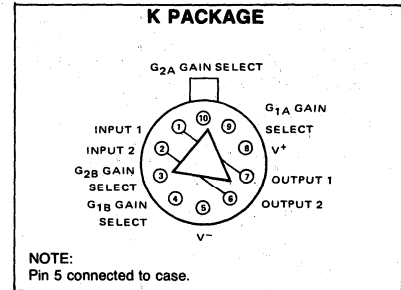 K PACKAGE
G2A GAIN SELECT
G1A GAIN
SELECT
INPUT 1
INPUT 2
G2B GAIN
SELECT
G1B GAIN
SELECT
V+
OUTPUT 1
OUTPUT 2
V−
1
2
3
4
5
6
7
8
9
10
NOTE:
Pin 5 connected to case.